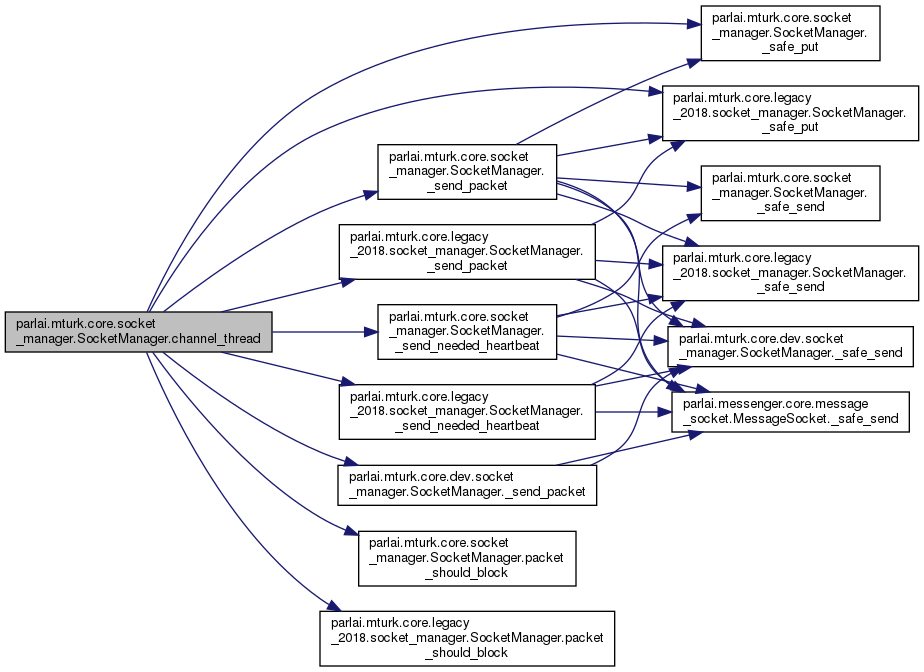 parlai.mturk.core.socket
_manager.SocketManager.
_safe_put
parlai.mturk.core.legacy
_2018.socket_manager.SocketManager.
_safe_put
parlai.mturk.core.socket
_manager.SocketManager.
_send_packet
parlai.mturk.core.socket
_manager.SocketManager.
_safe_send
parlai.mturk.core.legacy
_2018.socket_manager.SocketManager.
_send_packet
parlai.mturk.core.legacy
_2018.socket_manager.SocketManager.
_safe_send
parlai.mturk.core.socket
_manager.SocketManager.channel_thread
parlai.mturk.core.socket
_manager.SocketManager.
_send_needed_heartbeat
parlai.mturk.core.dev.socket
_manager.SocketManager._safe_send
parlai.mturk.core.legacy
_2018.socket_manager.SocketManager.
_send_needed_heartbeat
parlai.messenger.core.message
_socket.MessageSocket._safe_send
parlai.mturk.core.dev.socket
_manager.SocketManager._send_packet
parlai.mturk.core.socket
_manager.SocketManager.packet
_should_block
parlai.mturk.core.legacy
_2018.socket_manager.SocketManager.packet
_should_block